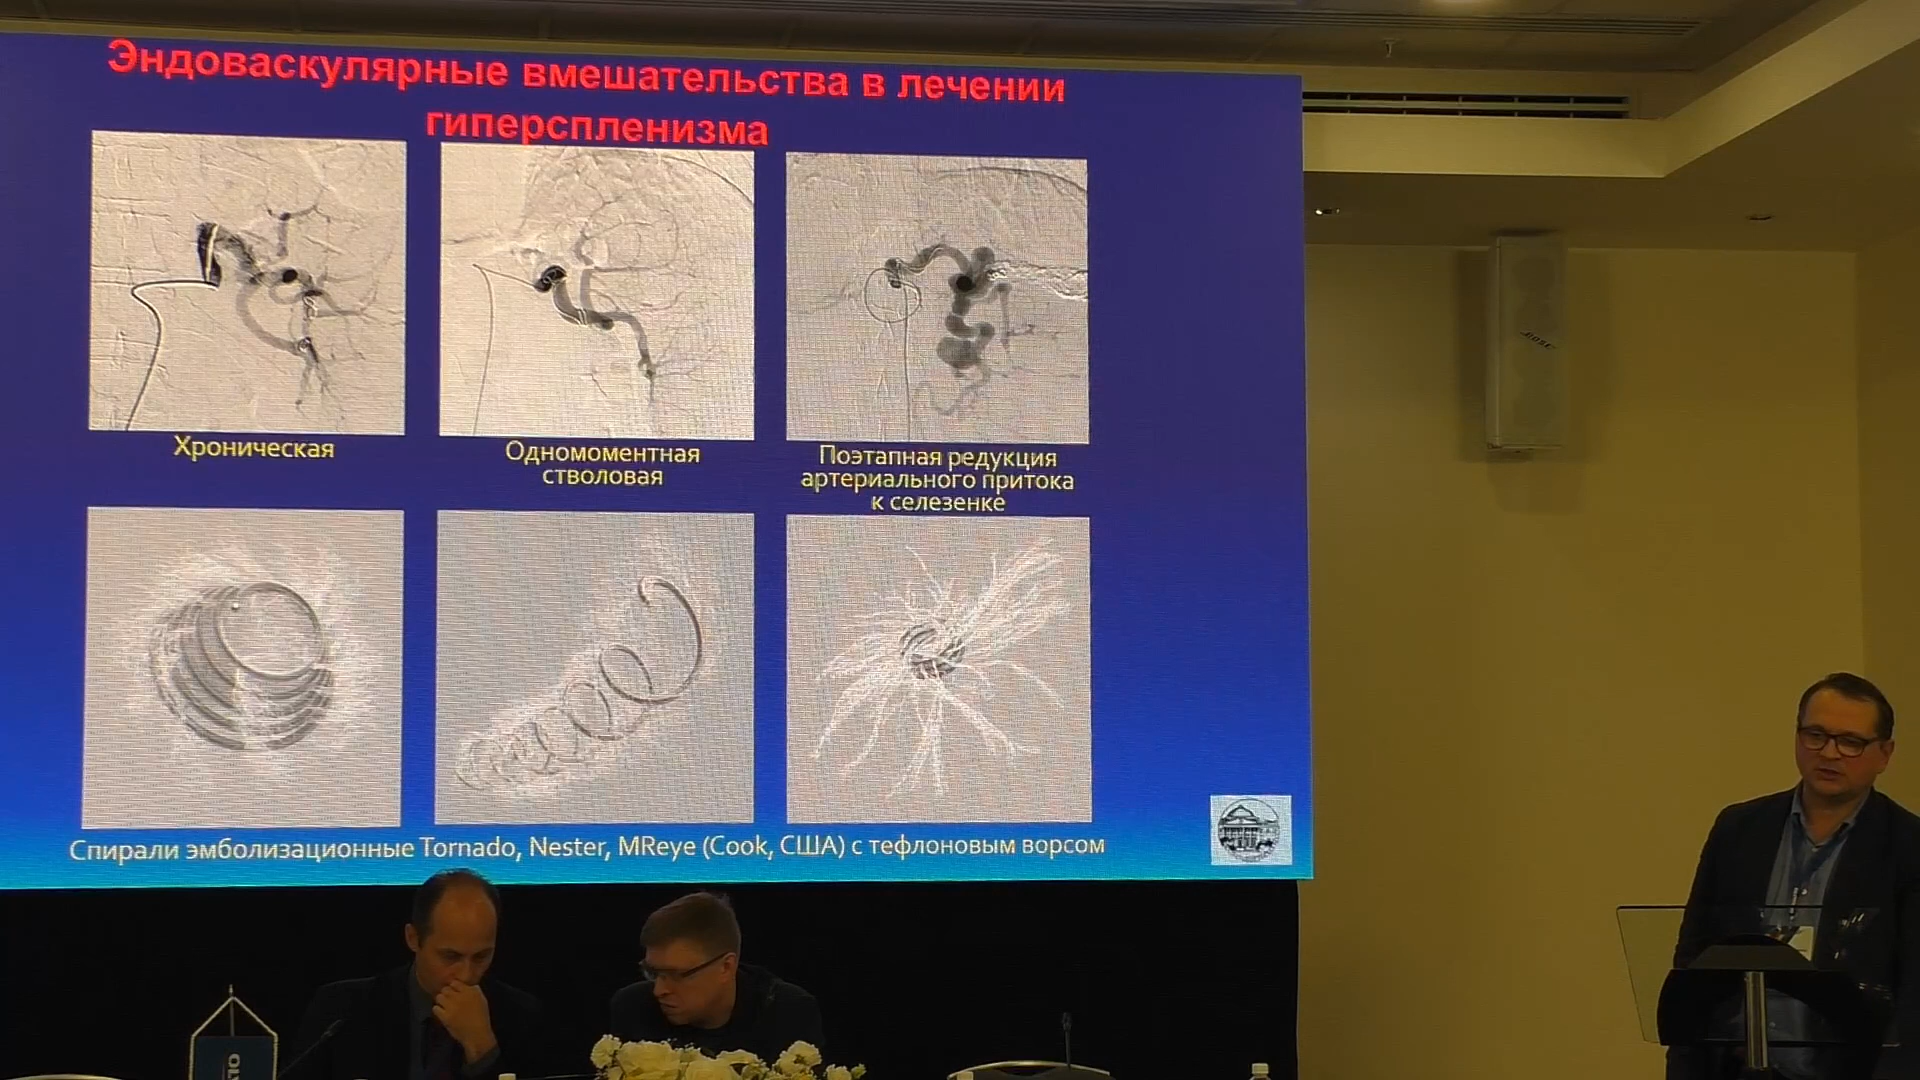 Эндоваскулярные вмешательства в лечении
гиперспленизма
Хроническая
Одномоментная
стволовая
Поэтапная редукция
артериального притока
к селезенке
Спирали эмболизационные Tornado, Nester, MReye (Cook, США) с тефлоновым ворсом
BOSE